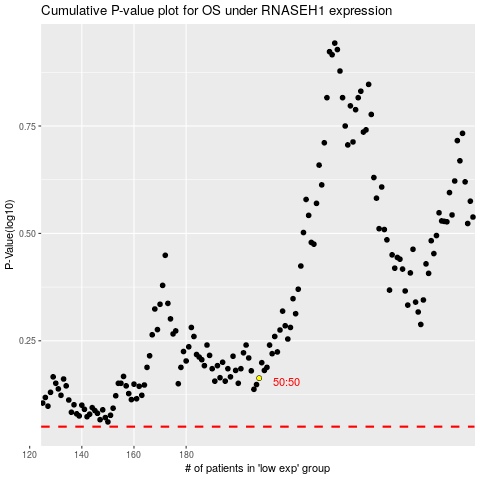 Cumulative P-value plot for OS under RNASEH1 expression
P-Value(log10)
0.75
0.50
0.25
50:50
120 140 160 180
# of patients in 'low exp' group